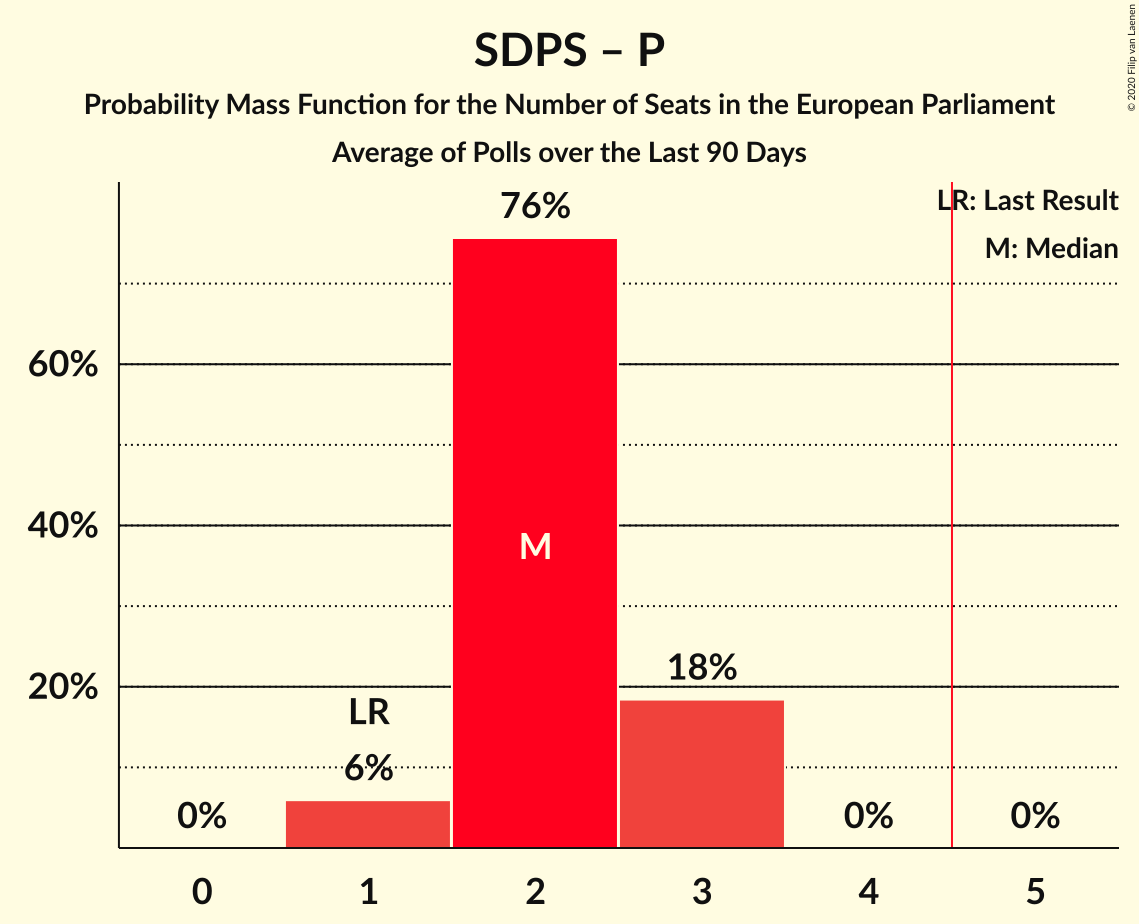 SDPS – P
Probability Mass Function for the Number of Seats in the European Parliament
Average of Polls over the Last 90 Days
© 2020 Filip van Laenen
LR: Last Result
M: Median
76%
60%
40%
M
18%
20%
LR
6%
0%
0%
0%
0
1
2
3
4
5